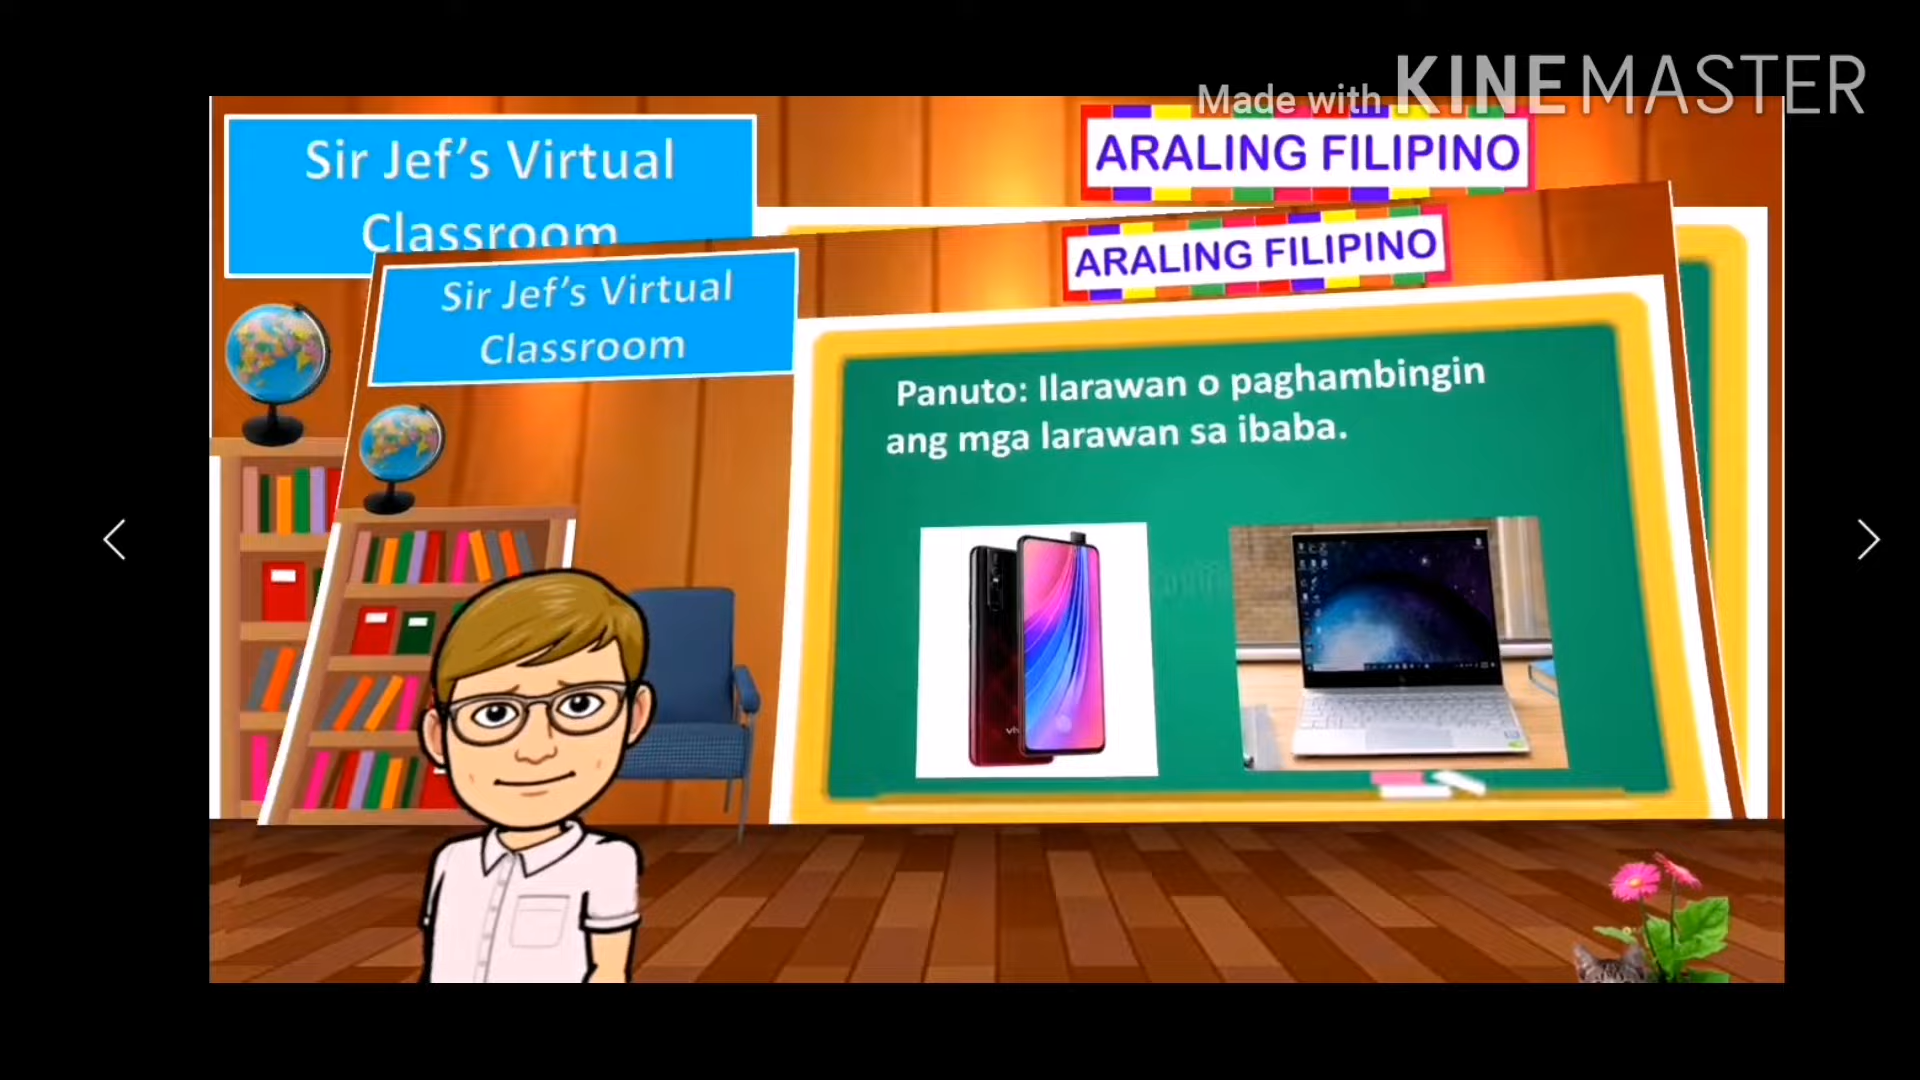 Made with KINEMASTER
Sir Jef's Virtual
Classroom
ARALING FILIPINO
Sir Jef's Virtual
Classroom
ARALING FILIPINO
Panuto: Ilarawan o paghambingin
ang mga larawan sa ibaba.